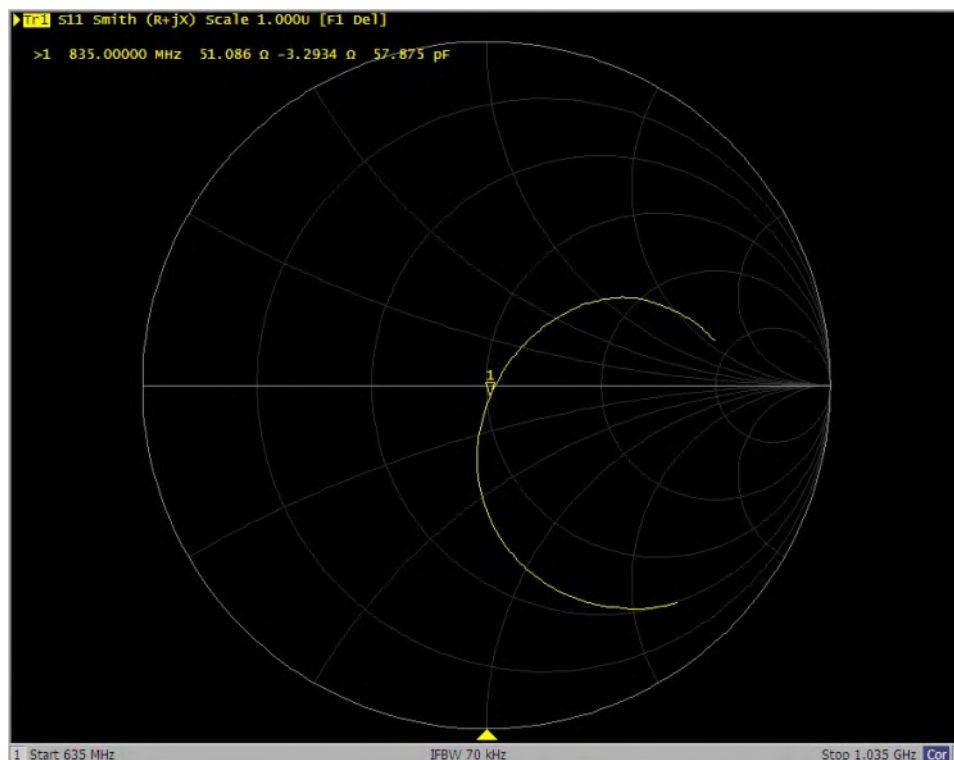 Tr1 S11 Smith (R+jX) Scale 1.000U [F1 Del]
>1 835.00000 MHz 51.086 Ω -3.2934 Ω 57.875 pF
1
1 Start 635 MHz IFBW 70 kHz Stop 1.035 GHz Cor